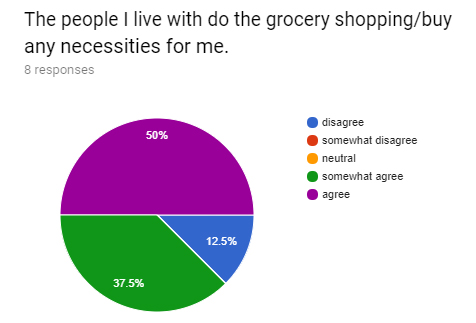 The people I live with do the grocery shopping/buy
any necessities for me.
8 responses
50%
12.5%
37.5%
disagree
somewhat disagree
neutral
somewhat agree
agree